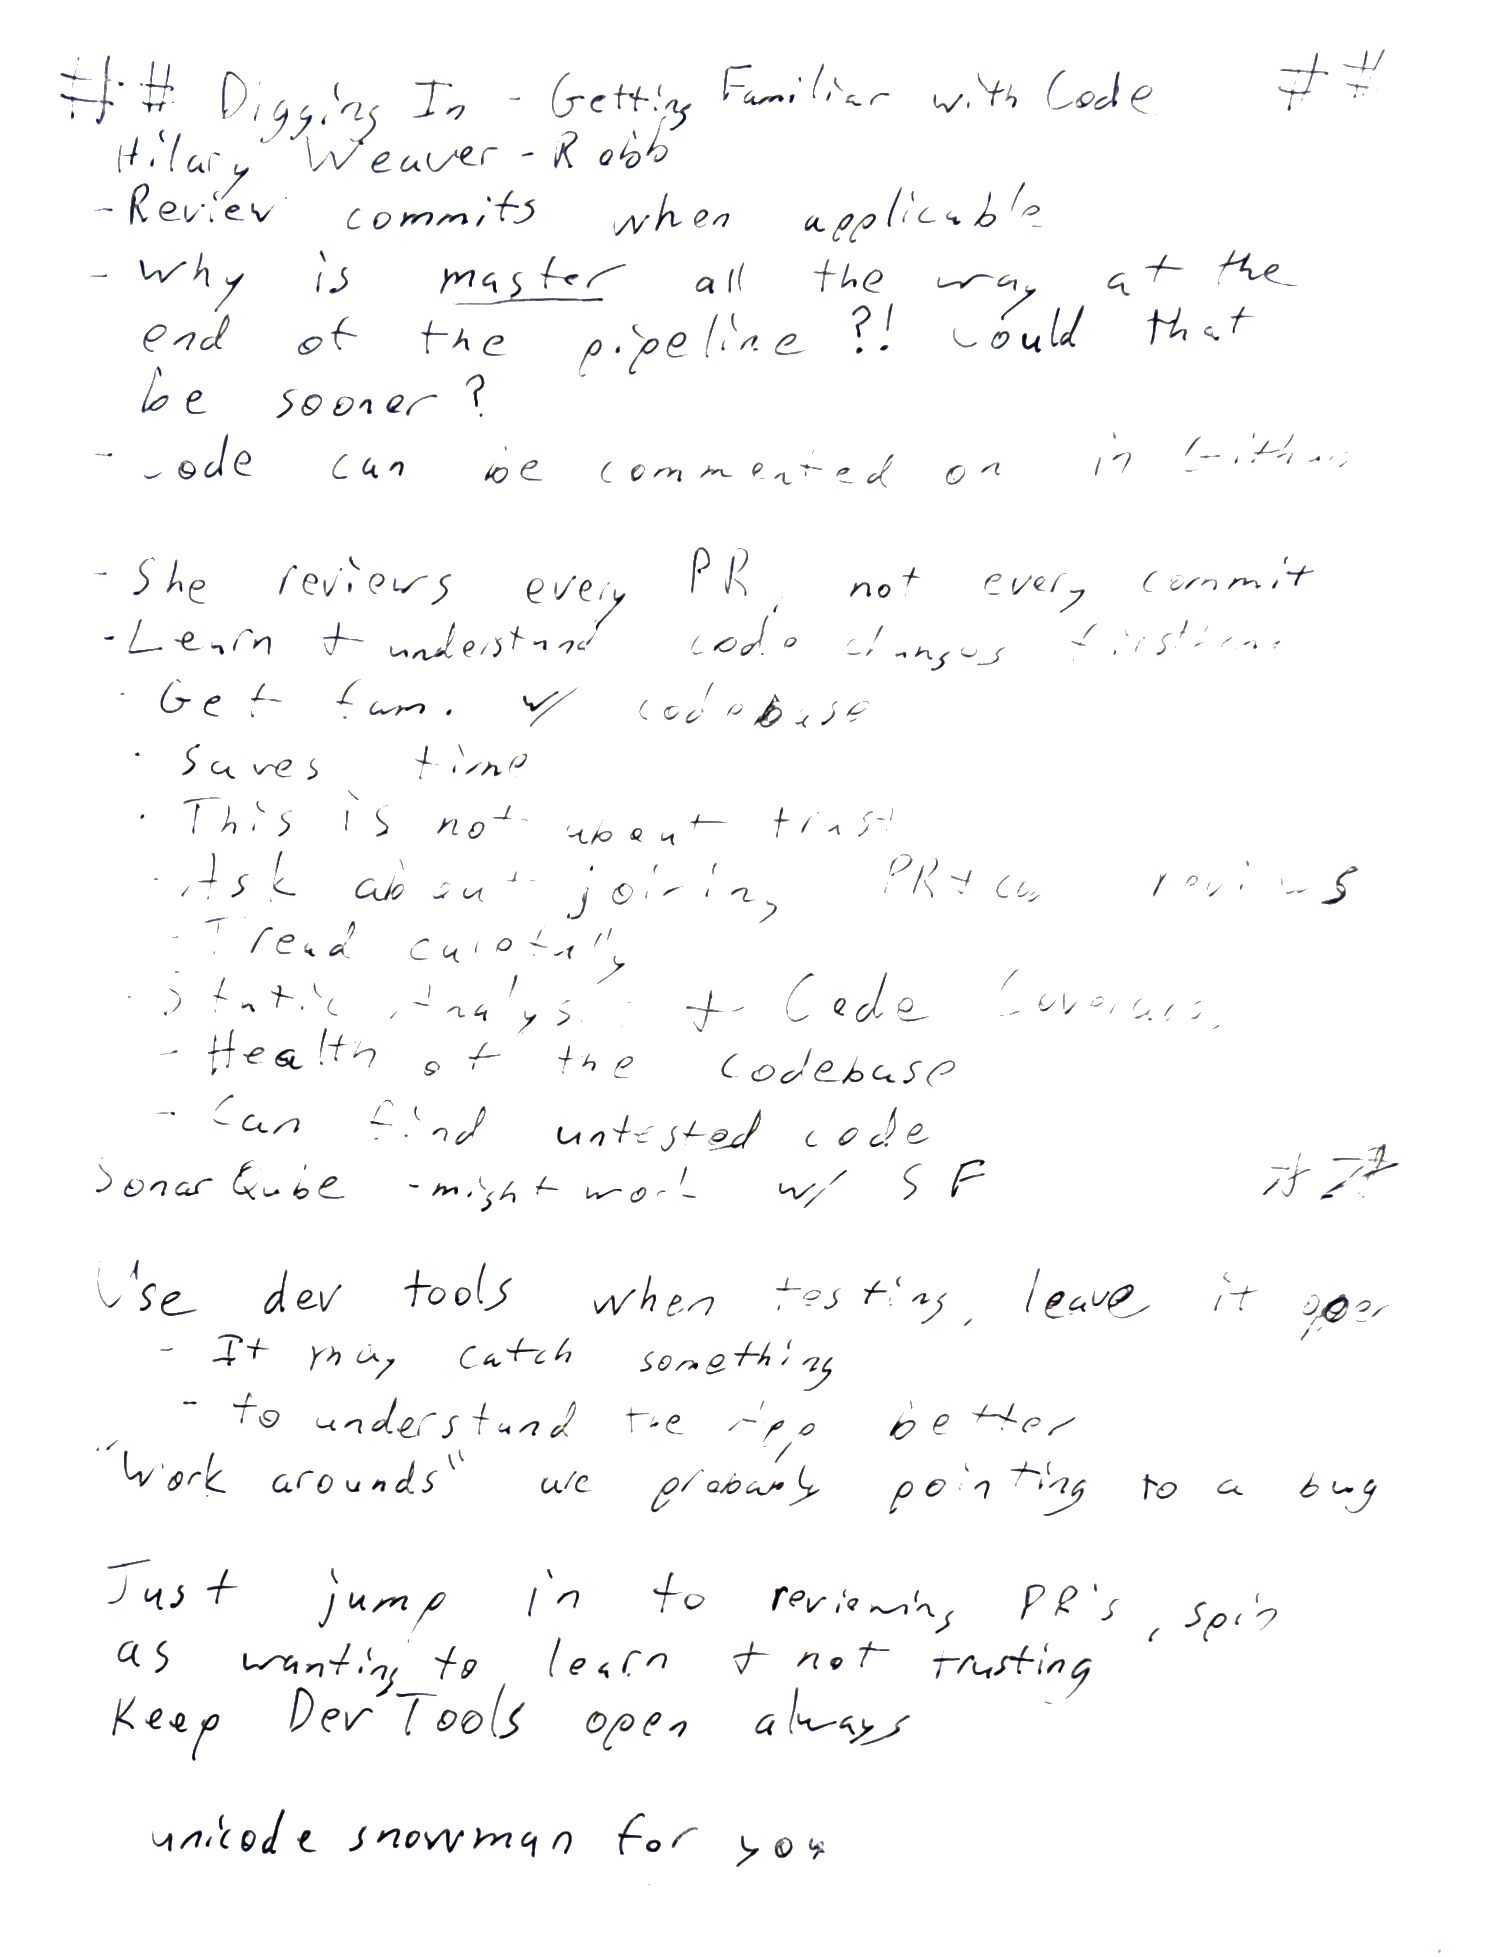 ## Digging In - Getting Familiar with Code ##
Hilary Weaver-Robb
- Review commits when applicable
- Why is master all the way at the
end of the pipeline?! Could that
be sooner?
- Code can be commented on in Github
- She reviews every PR, not every commit
- Learn + understand code changes firsthand
· Get fam. w/ codebase
· Saves time
· This is not about trust
· Ask about joining PR + reviews
- Tread carefully
· Static Analysis + Code Coverage
- Health of the codebase
- Can find untested code
SonarQube - might work w/ SF ##
Use dev tools when testing, leave it open
- It may catch something
- to understand the app better
"Work arounds" are probably pointing to a bug
Just jump in to reviewing PR's, spin
as wanting to learn + not trusting
Keep DevTools open always
unicode snowman for you